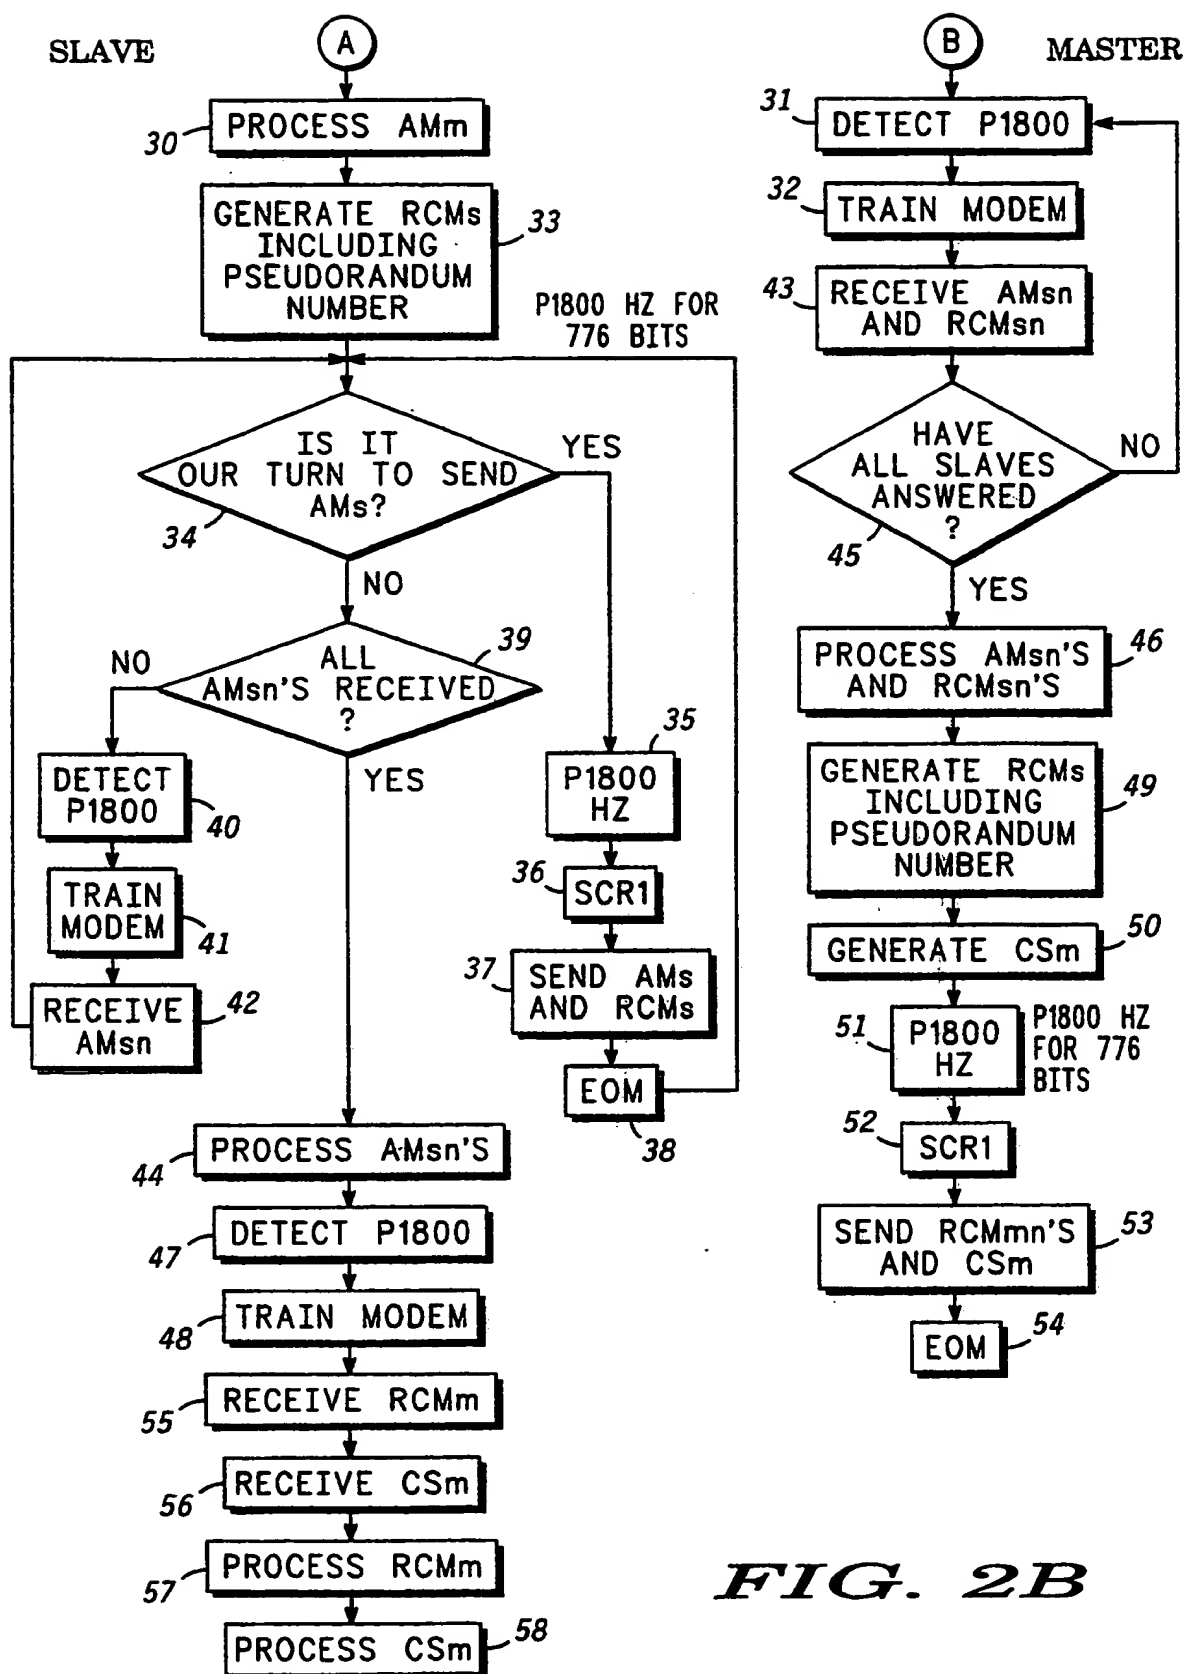 SLAVE
A
30
PROCESS AMm
GENERATE RCMs
INCLUDING
PSEUDORANDUM
NUMBER
33
P1800 HZ FOR
776 BITS
IS IT
OUR TURN TO SEND
AMs?
34
YES
NO
ALL
AMsn'S RECEIVED
?
39
NO
YES
DETECT
P1800
40
TRAIN
MODEM
41
RECEIVE
AMsn
42
35
P1800
HZ
36
SCR1
37
SEND AMs
AND RCMs
EOM
38
44
PROCESS AMsn'S
47
DETECT P1800
48
TRAIN MODEM
55
RECEIVE RCMm
56
RECEIVE CSm
57
PROCESS RCMm
PROCESS CSm
58
B
MASTER
31
DETECT P1800
32
TRAIN MODEM
43
RECEIVE AMsn
AND RCMsn
HAVE
ALL SLAVES
ANSWERED
?
45
NO
YES
PROCESS AMsn'S
AND RCMsn'S
46
GENERATE RCMs
INCLUDING
PSEUDORANDUM
NUMBER
49
GENERATE CSm
50
51
P1800
HZ
P1800 HZ
FOR 776
BITS
52
SCR1
SEND RCMmn'S
AND CSm
53
EOM
54
FIG. 2B